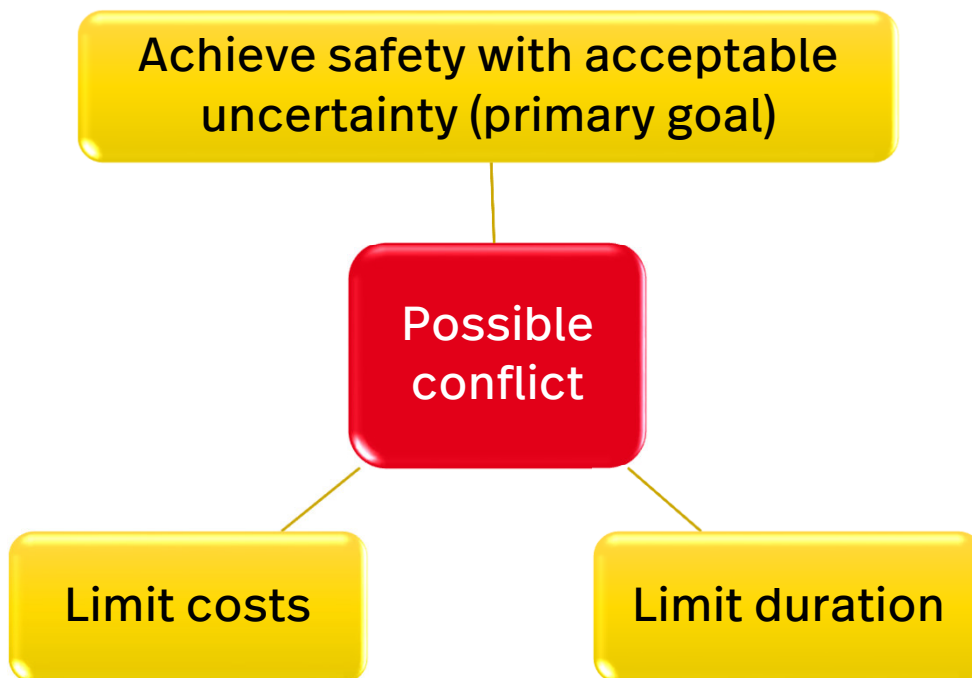 Achieve safety with acceptable
uncertainty (primary goal)
Possible
conflict
Limit costs
Limit duration